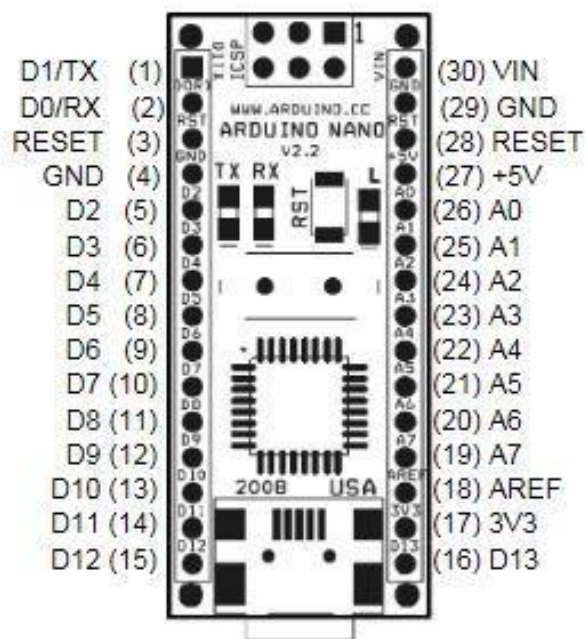 D1/TX (1)
D0/RX (2)
RESET (3)
GND (4)
D2 (5)
D3 (6)
D4 (7)
D5 (8)
D6 (9)
D7 (10)
D8 (11)
D9 (12)
D10 (13)
D11 (14)
D12 (15)
ICSP
1
VIN
WWW.ARDUINO.CC
ARDUINO NANO
V2.2
TX RX
RST
L
2008 USA
RST
GND
D2
D3
D4
D5
D6
D7
D8
D9
D10
D11
D12
GND
RST
+5V
A0
A1
A2
A3
A4
A5
A6
A7
AREF
3V3
D13
(30) VIN
(29) GND
(28) RESET
(27) +5V
(26) A0
(25) A1
(24) A2
(23) A3
(22) A4
(21) A5
(20) A6
(19) A7
(18) AREF
(17) 3V3
(16) D13